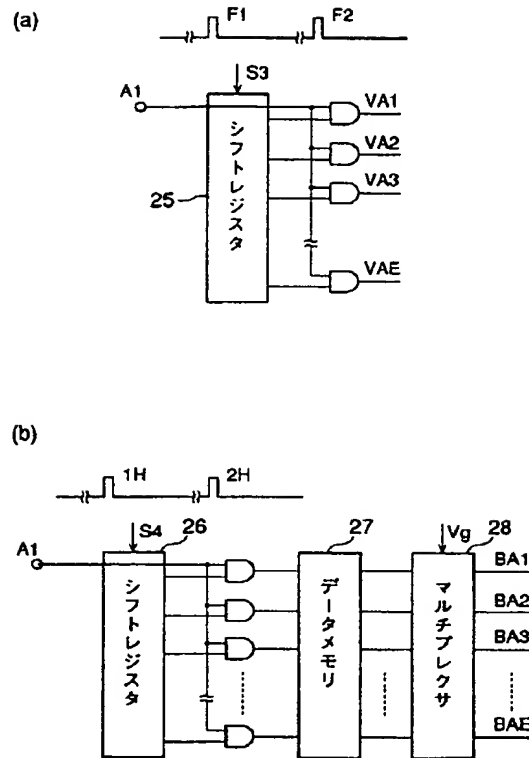 (a)
F1
F2
S3
A1
シフトレジスタ
25
VA1
VA2
VA3
VAE
(b)
1H
2H
S4
26
27
Vg
28
A1
シフトレジスタ
データメモリ
マルチプレクサ
BA1
BA2
BA3
BAE